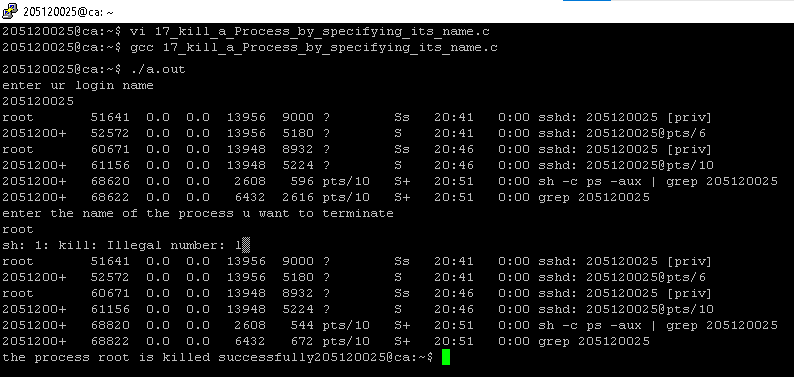 205120025@ca: ~
205120025@ca:~$ vi 17_kill_a_Process_by_specifying_its_name.c
205120025@ca:~$ gcc 17_kill_a_Process_by_specifying_its_name.c
205120025@ca:~$ ./a.out
enter ur login name
205120025
root 51641 0.0 0.0 13956 9000 ? Ss 20:41 0:00 sshd: 205120025 [priv]
2051200+ 52572 0.0 0.0 13956 5180 ? S 20:41 0:00 sshd: 205120025@pts/6
root 60671 0.0 0.0 13948 8932 ? Ss 20:46 0:00 sshd: 205120025 [priv]
2051200+ 61156 0.0 0.0 13948 5224 ? S 20:46 0:00 sshd: 205120025@pts/10
2051200+ 68620 0.0 0.0 2608 596 pts/10 S+ 20:51 0:00 sh -c ps -aux | grep 205120025
2051200+ 68622 0.0 0.0 6432 2616 pts/10 S+ 20:51 0:00 grep 205120025
enter the name of the process u want to terminate
root
sh: 1: kill: Illegal number: l
root 51641 0.0 0.0 13956 9000 ? Ss 20:41 0:00 sshd: 205120025 [priv]
2051200+ 52572 0.0 0.0 13956 5180 ? S 20:41 0:00 sshd: 205120025@pts/6
root 60671 0.0 0.0 13948 8932 ? Ss 20:46 0:00 sshd: 205120025 [priv]
2051200+ 61156 0.0 0.0 13948 5224 ? S 20:46 0:00 sshd: 205120025@pts/10
2051200+ 68820 0.0 0.0 2608 544 pts/10 S+ 20:51 0:00 sh -c ps -aux | grep 205120025
2051200+ 68822 0.0 0.0 6432 672 pts/10 S+ 20:51 0:00 grep 205120025
the process root is killed successfully205120025@ca:~$